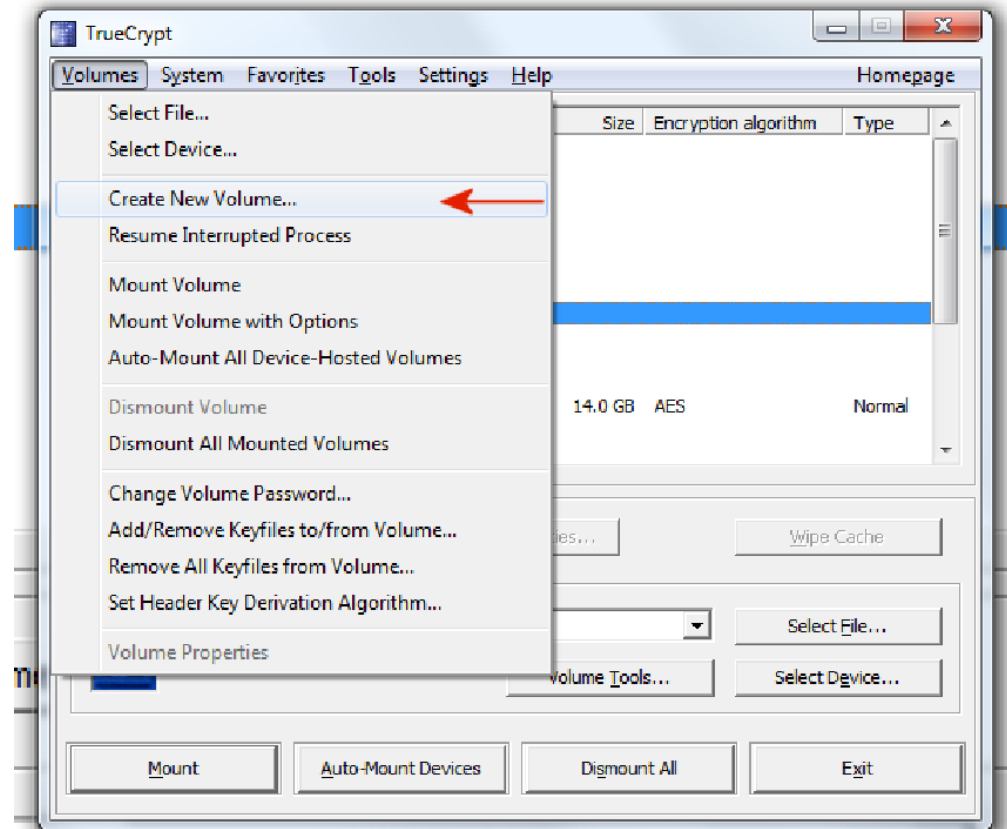 TrueCrypt
Volumes System Favorites Tools Settings Help Homepage
Select File...
Select Device...
Create New Volume...
Resume Interrupted Process
Mount Volume
Mount Volume with Options
Auto-Mount All Device-Hosted Volumes
Dismount Volume
Dismount All Mounted Volumes
Change Volume Password...
Add/Remove Keyfiles to/from Volume...
Remove All Keyfiles from Volume...
Set Header Key Derivation Algorithm...
Volume Properties
Size Encryption algorithm Type
14.0 GB AES Normal
Wipe Cache
Select File...
Volume Tools... Select Device...
Mount Auto-Mount Devices Dismount All Exit